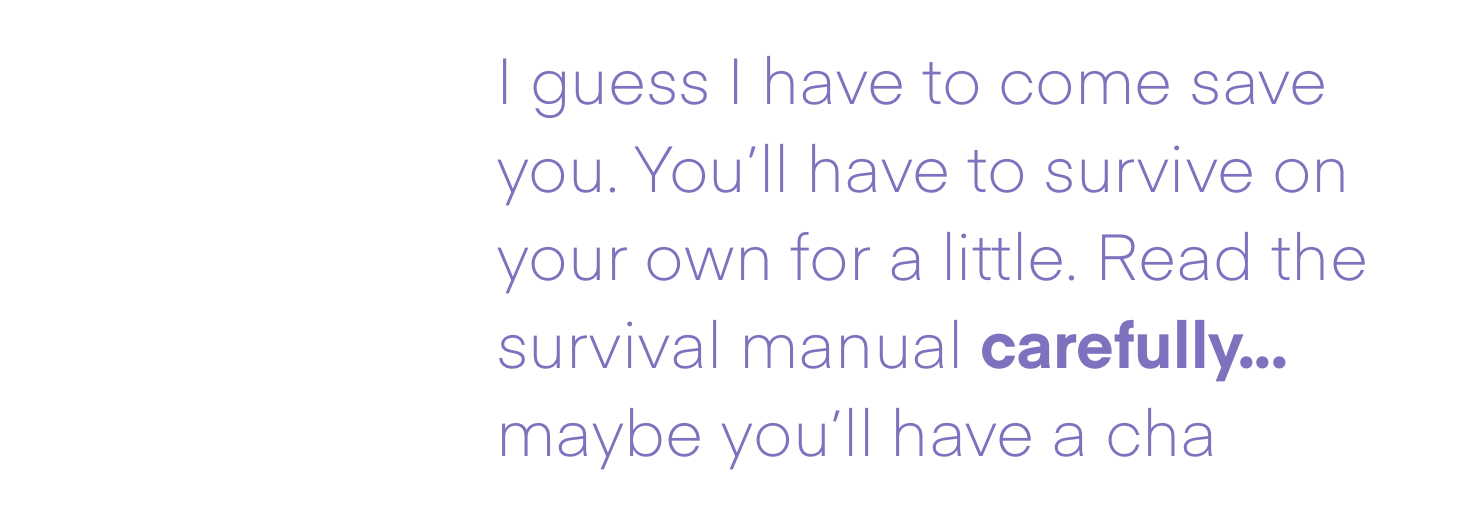 I guess I have to come save
you. You’ll have to survive on
your own for a little. Read the
survival manual carefully...
maybe you’ll have a cha